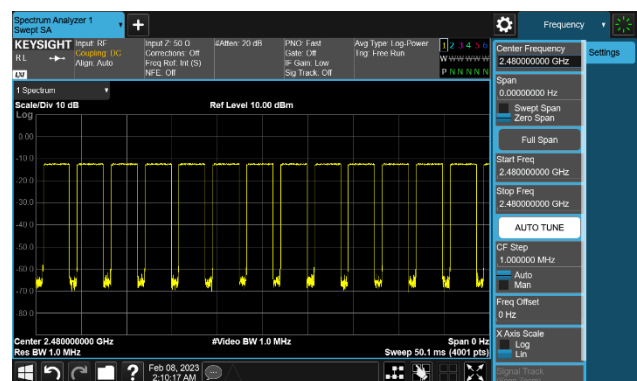 Spectrum Analyzer 1
Swept SA
+
Frequency
KEYSIGHT
Input: RF
Coupling: DC
Align: Auto
Input Z: 50 Ω
Corrections: Off
Freq Ref: Int (S)
NFE: Off
#Atten: 20 dB
PNO: Fast
Gate: Off
IF Gain: Low
Sig Track: Off
Avg Type: Log-Power
Trig: Free Run
1 2 3 4 5 6
W W W W W W
P N N N N N
R L
LXI
Center Frequency
2.480000000 GHz
Settings
Span
0.00000000 Hz
Swept Span
Zero Span
Full Span
Start Freq
2.480000000 GHz
Stop Freq
2.480000000 GHz
AUTO TUNE
CF Step
1.000000 MHz
Auto
Man
Freq Offset
0 Hz
X Axis Scale
Log
Lin
Signal Track
1 Spectrum
Scale/Div 10 dB
Ref Level 10.00 dBm
Log
0.00
-10.0
-20.0
-30.0
-40.0
-50.0
-60.0
-70.0
-80.0
Center 2.480000000 GHz
#Video BW 1.0 MHz
Span 0 Hz
Res BW 1.0 MHz
Sweep 50.1 ms (4001 pts)
?
Feb 08, 2023
2:10:17 AM